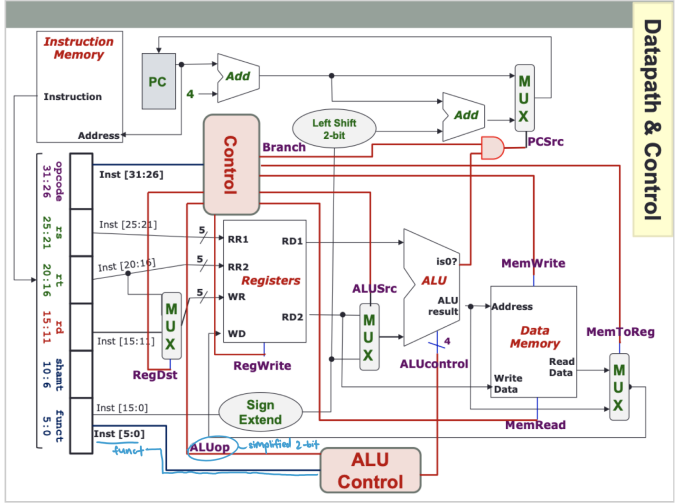 Datapath & Control
Instruction
Memory
Instruction
Address
PC
4
Add
Left Shift
2-bit
Add
M
U
X
PCSrc
Control
Branch
opcode
31:26
rs
25:21
rt
20:16
rd
15:11
shamt
10:6
funct
5:0
Inst [31:26]
Inst [25:21]
Inst [20:16]
Inst [15:11]
Inst [15:0]
Inst [5:0]
funct
5
5
5
M
U
X
RegDst
RR1
RR2
WR
WD
RD1
RD2
Registers
RegWrite
Sign
Extend
ALUSrc
M
U
X
is0?
ALU
ALU
result
4
ALUcontrol
MemWrite
Address
Data
Memory
Read
Data
Write
Data
MemRead
MemToReg
M
U
X
ALUop
simplified 2-bit
ALU
Control